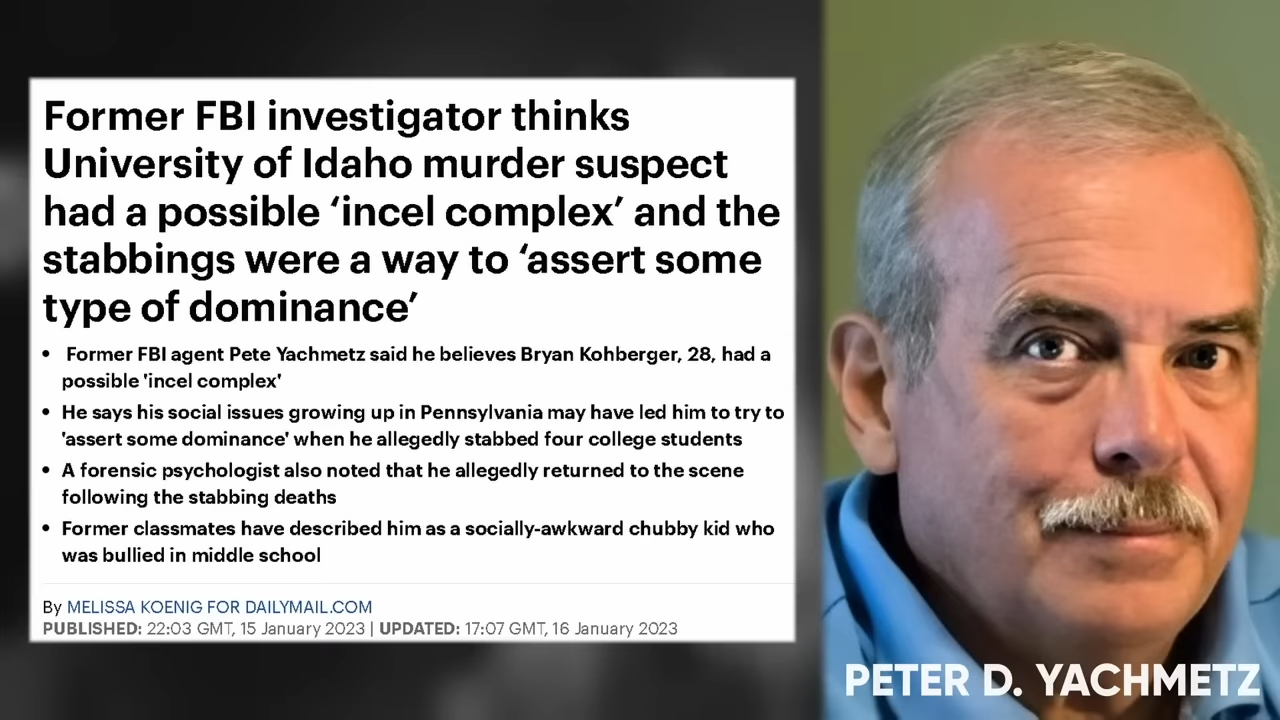 Former FBI investigator thinks
University of Idaho murder suspect
had a possible ‘incel complex’ and the
stabbings were a way to ‘assert some
type of dominance’
• Former FBI agent Pete Yachmetz said he believes Bryan Kohberger, 28, had a
possible 'incel complex'
• He says his social issues growing up in Pennsylvania may have led him to try to
'assert some dominance' when he allegedly stabbed four college students
• A forensic psychologist also noted that he allegedly returned to the scene
following the stabbing deaths
• Former classmates have described him as a socially-awkward chubby kid who
was bullied in middle school
By MELISSA KOENIG FOR DAILYMAIL.COM
PUBLISHED: 22:03 GMT, 15 January 2023 | UPDATED: 17:07 GMT, 16 January 2023
PETER D. YACHMETZ